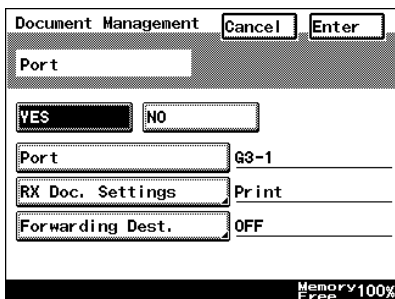 Document Management Cancel Enter
Port
YES NO
Port G3-1
RX Doc. Settings Print
Forwarding Dest. OFF
Memory Free 100%